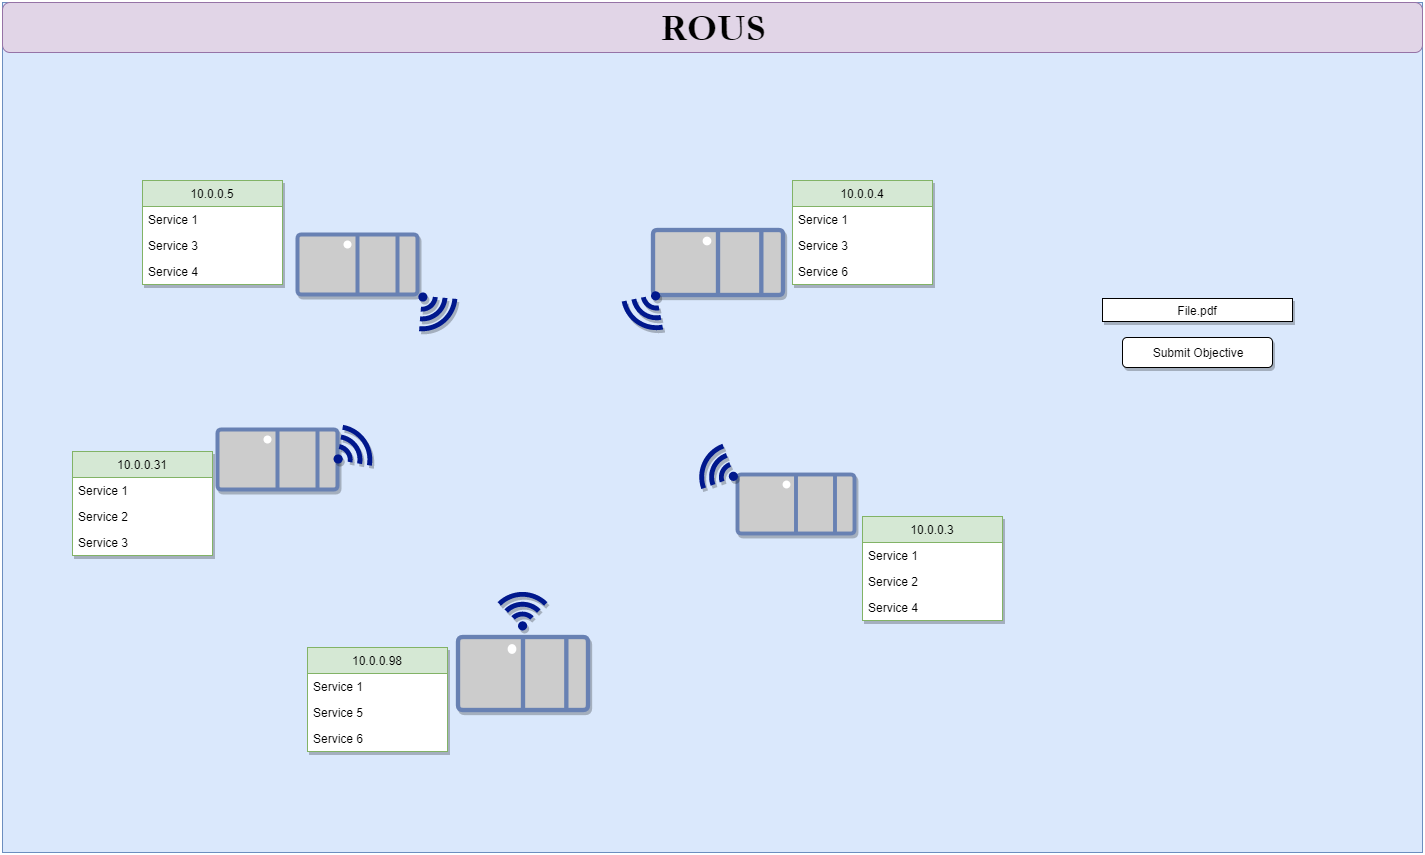 ROUS
10.0.0.5
Service 1
Service 3
Service 4
10.0.0.4
Service 1
Service 3
Service 6
File.pdf
Submit Objective
10.0.0.31
Service 1
Service 2
Service 3
10.0.0.3
Service 1
Service 2
Service 4
10.0.0.98
Service 1
Service 5
Service 6